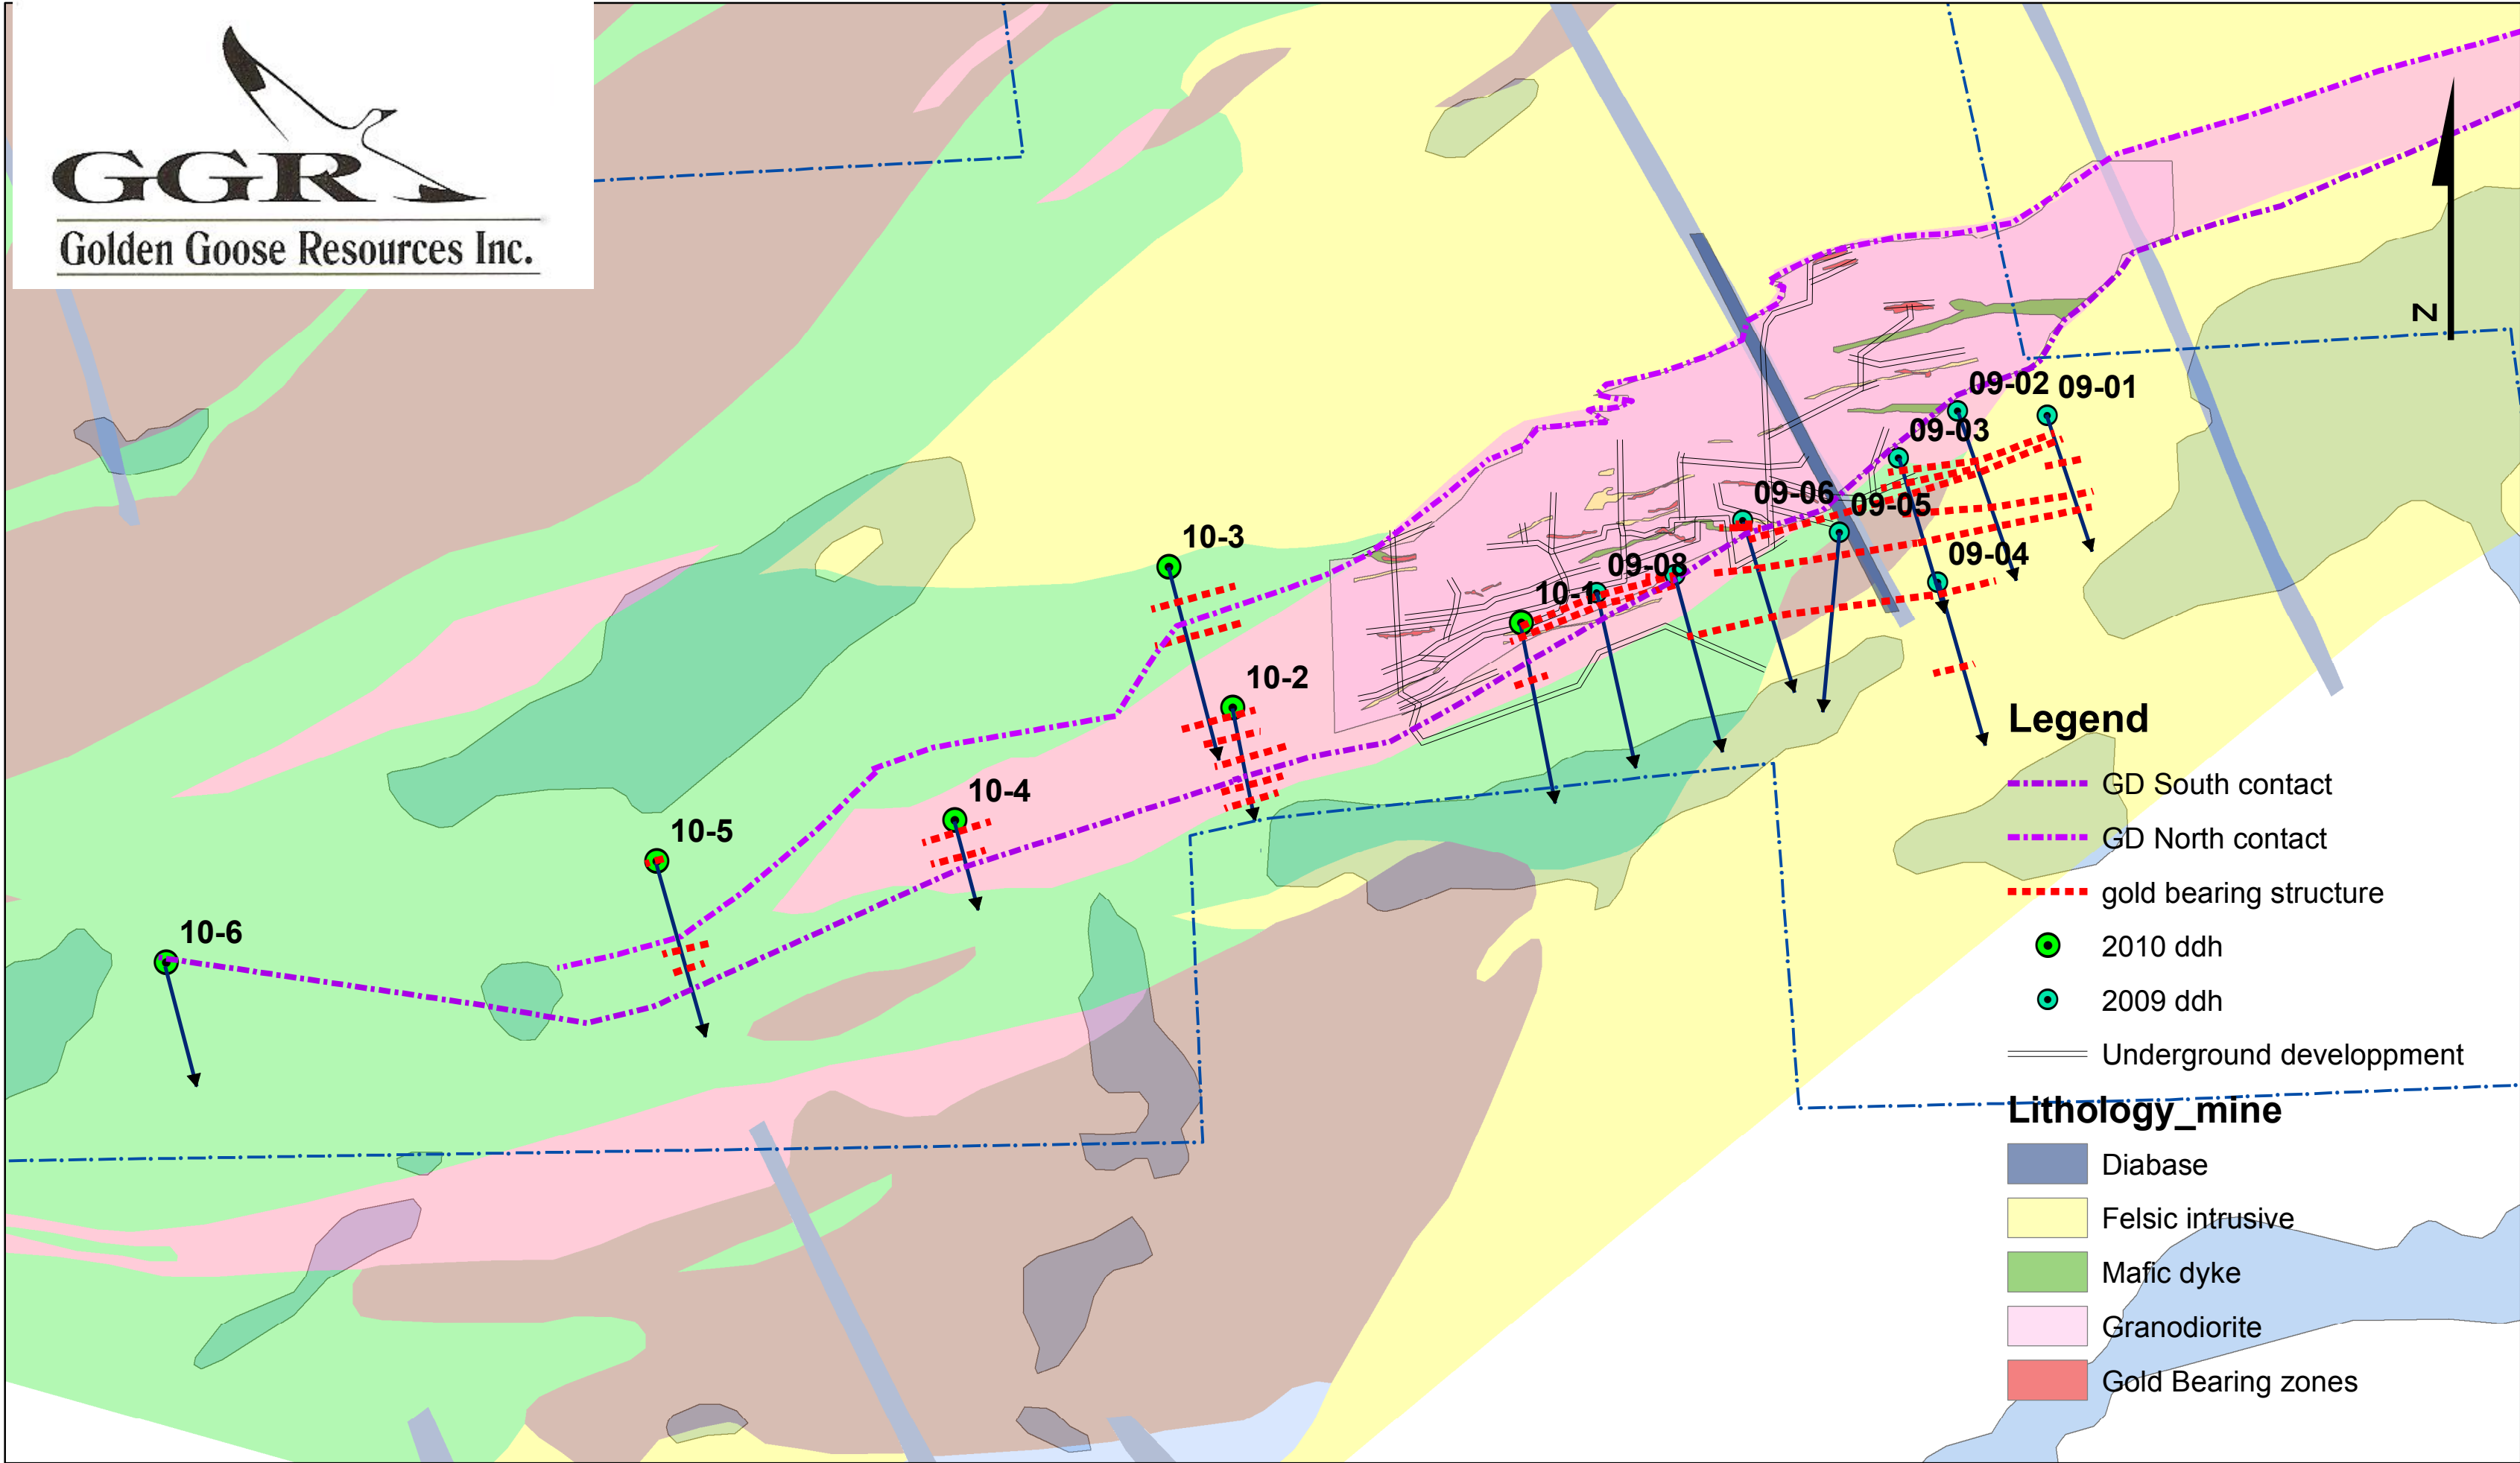 GGR
Golden Goose Resources Inc.
N
09-02
09-01
09-03
09-06
09-05
10-3
09-04
09-08
10-1
10-2
10-4
10-5
10-6
Legend
GD South contact
GD North contact
gold bearing structure
2010 ddh
2009 ddh
Underground developpment
Lithology_mine
Diabase
Felsic intrusive
Mafic dyke
Granodiorite
Gold Bearing zones